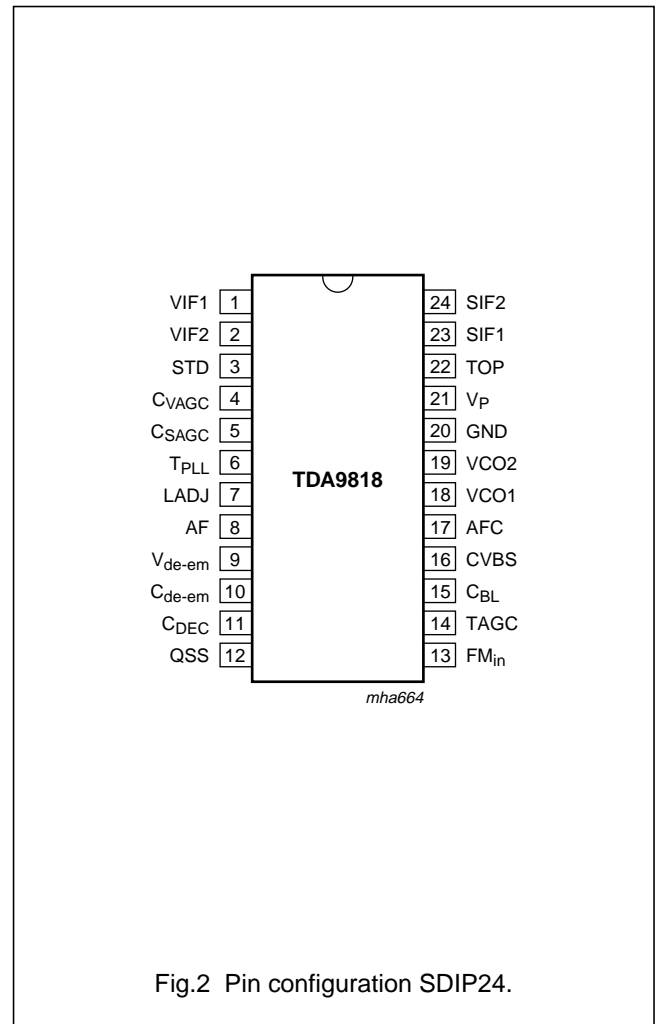 VIF1 1
VIF2 2
STD 3
CVAGC 4
CSAGC 5
TPLL 6
LADJ 7
AF 8
Vde-em 9
Cde-em 10
CDEC 11
QSS 12
TDA9818
24 SIF2
23 SIF1
22 TOP
21 VP
20 GND
19 VCO2
18 VCO1
17 AFC
16 CVBS
15 CBL
14 TAGC
13 FMin
mha664
Fig.2 Pin configuration SDIP24.